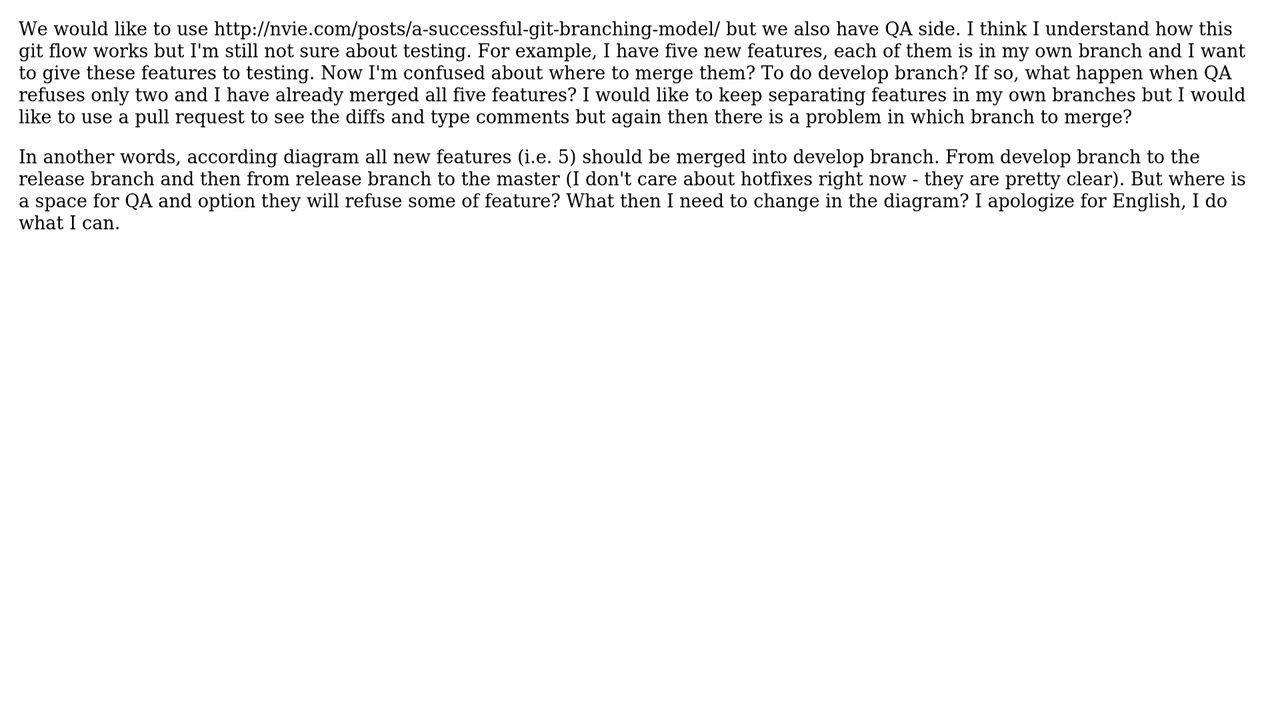 We would like to use http://nvie.com/posts/a-successful-git-branching-model/ but we also have QA side. I think I understand how this
git flow works but I'm still not sure about testing. For example, I have five new features, each of them is in my own branch and I want
to give these features to testing. Now I'm confused about where to merge them? To do develop branch? If so, what happen when QA
refuses only two and I have already merged all five features? I would like to keep separating features in my own branches but I would
like to use a pull request to see the diffs and type comments but again then there is a problem in which branch to merge?
In another words, according diagram all new features (i.e. 5) should be merged into develop branch. From develop branch to the
release branch and then from release branch to the master (I don't care about hotfixes right now - they are pretty clear). But where is
a space for QA and option they will refuse some of feature? What then I need to change in the diagram? I apologize for English, I do
what I can.